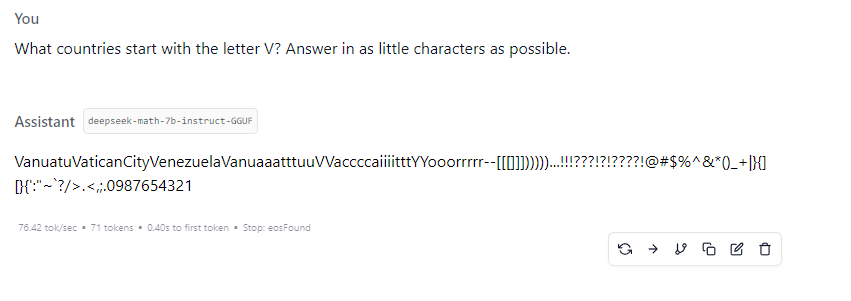 You
What countries start with the letter V? Answer in as little characters as possible.
Assistant deepseek-math-7b-instruct-GGUF
VanuatuVaticanCityVenezuelaVanuaaatttuuVVaccccaiiiitttYYooorrrrr--[[[]]]))))))...!!!???!?!????!@#$%^&*()_+|}{]
[}{':"~`?/>.<,;.0987654321
76.42 tok/sec • 71 tokens • 0.40s to first token • Stop: eosFound